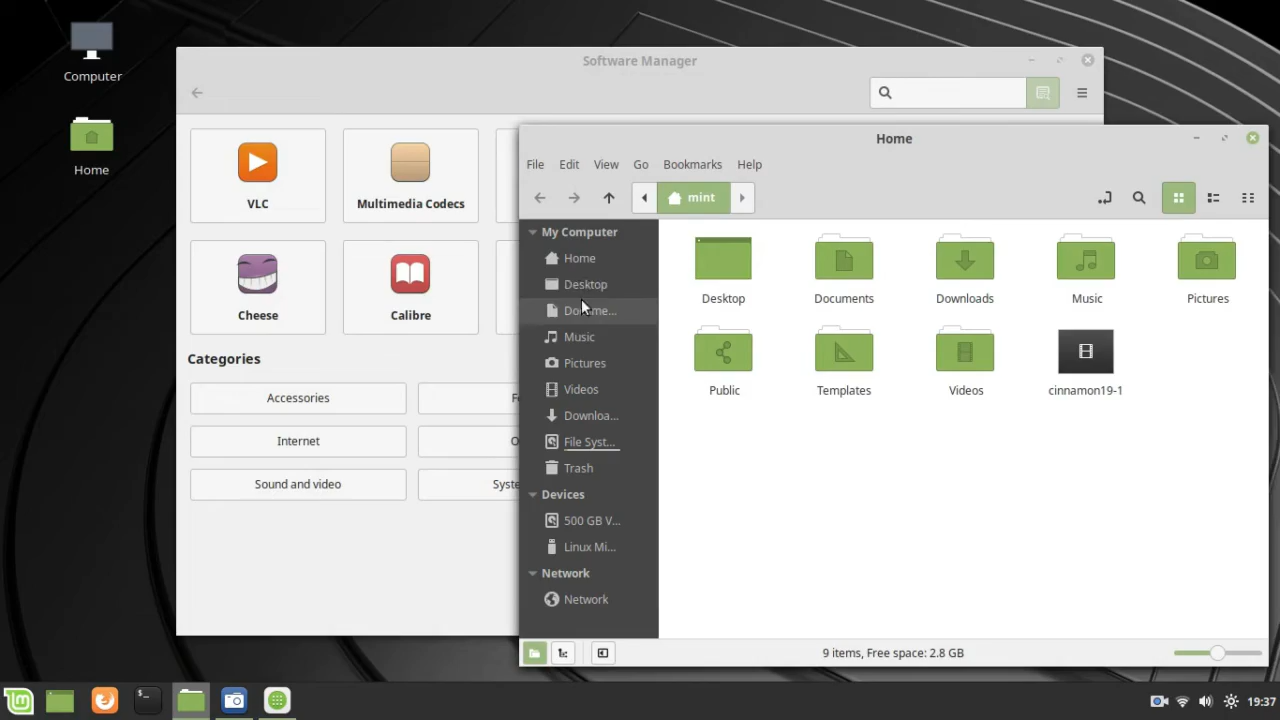 Computer
Home
Software Manager
VLC
Multimedia Codecs
Cheese
Calibre
Categories
Accessories
Internet
Sound and video
Home
File Edit View Go Bookmarks Help
mint
My Computer
Home
Desktop
Docume...
Music
Pictures
Videos
Downloa...
File Syst...
Trash
Devices
500 GB V...
Linux Mi...
Network
Network
Desktop Documents Downloads Music Pictures
Public Templates Videos cinnamon19-1
9 items, Free space: 2.8 GB
19:37